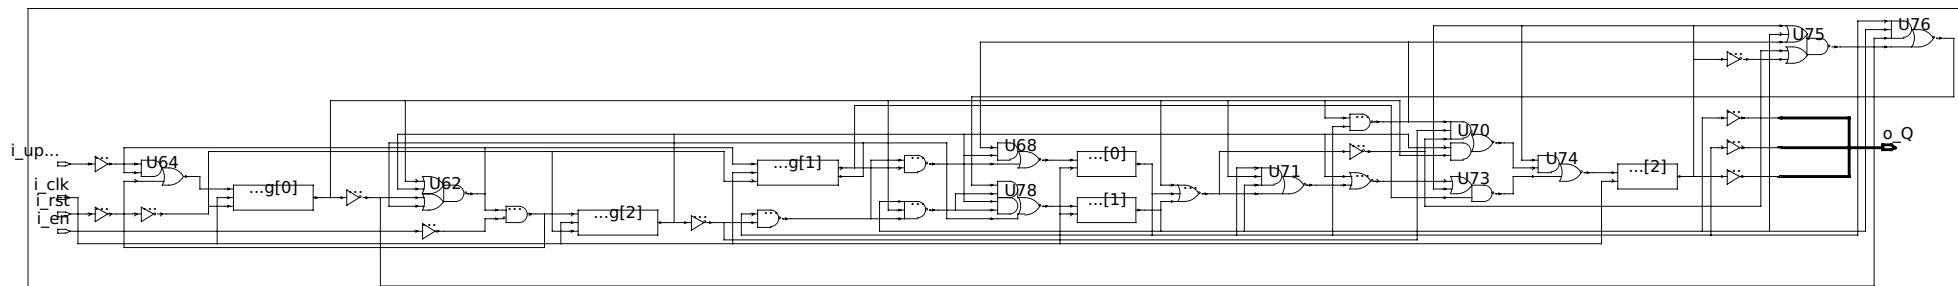 U76
U75
o_Q
U70
U74
...[2]
U73
U71
U68
...[0]
U78
...[1]
...g[1]
U62
...g[2]
U64
...g[0]
i_up...
i_clk
i_rst
i_en